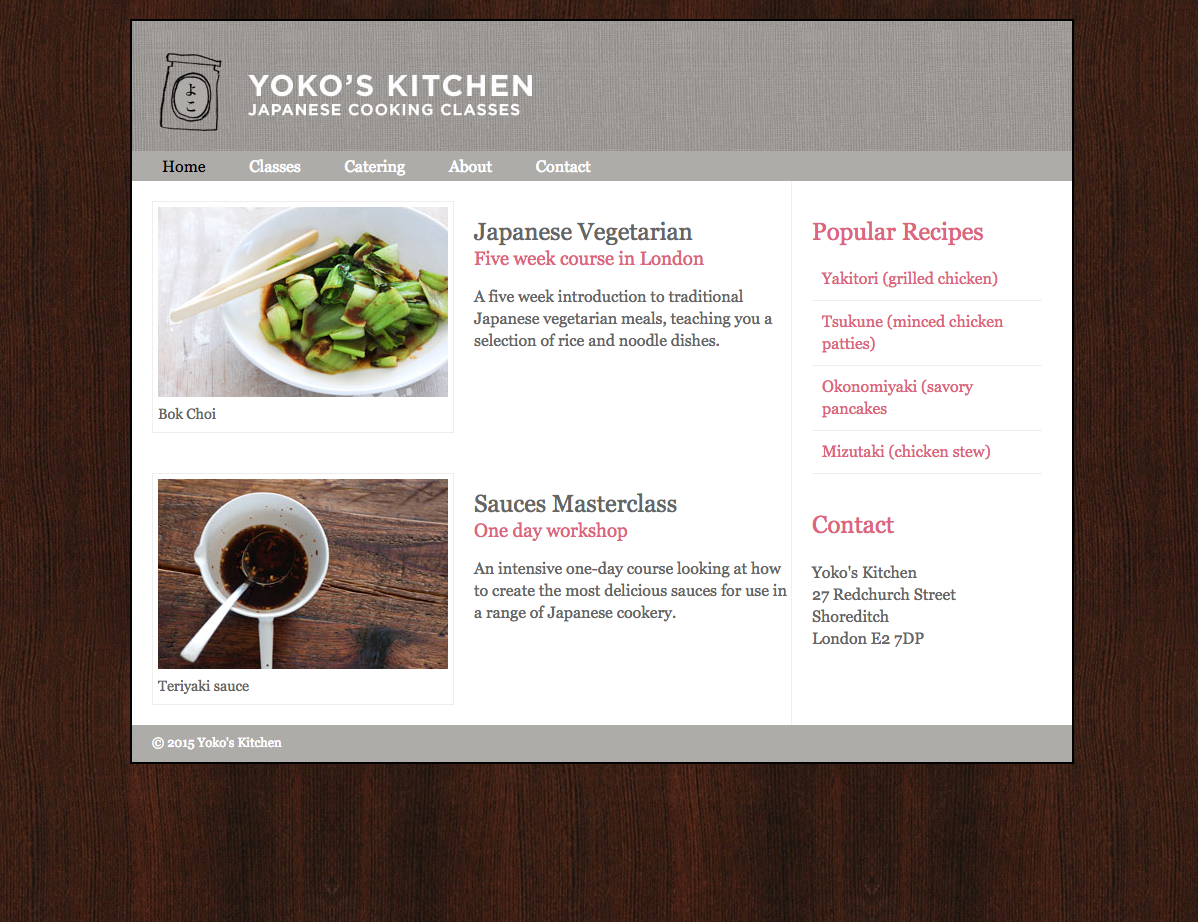 よ
こ
YOKO’S KITCHEN
JAPANESE COOKING CLASSES
Home Classes Catering About Contact
Bok Choi
Japanese Vegetarian
Five week course in London
A five week introduction to traditional
Japanese vegetarian meals, teaching you a
selection of rice and noodle dishes.
Teriyaki sauce
Sauces Masterclass
One day workshop
An intensive one-day course looking at how
to create the most delicious sauces for use in
a range of Japanese cookery.
Popular Recipes
Yakitori (grilled chicken)
Tsukune (minced chicken
patties)
Okonomiyaki (savory
pancakes
Mizutaki (chicken stew)
Contact
Yoko's Kitchen
27 Redchurch Street
Shoreditch
London E2 7DP
© 2015 Yoko's Kitchen